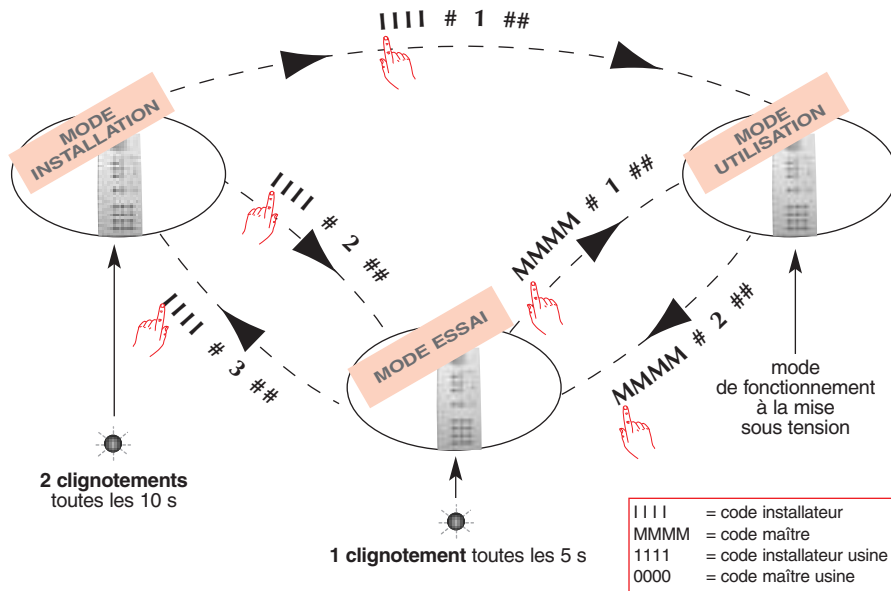 IIII # 1 ##
MODE
INSTALLATION
MODE
UTILISATION
IIII # 2 ##
MMMM # 1 ##
IIII # 3 ##
MODE ESSAI
MMMM # 2 ##
mode
de fonctionnement
à la mise
sous tension
2 clignotements
toutes les 10 s
1 clignotement toutes les 5 s
I I I I = code installateur
MMMM = code maître
1111 = code installateur usine
0000 = code maître usine